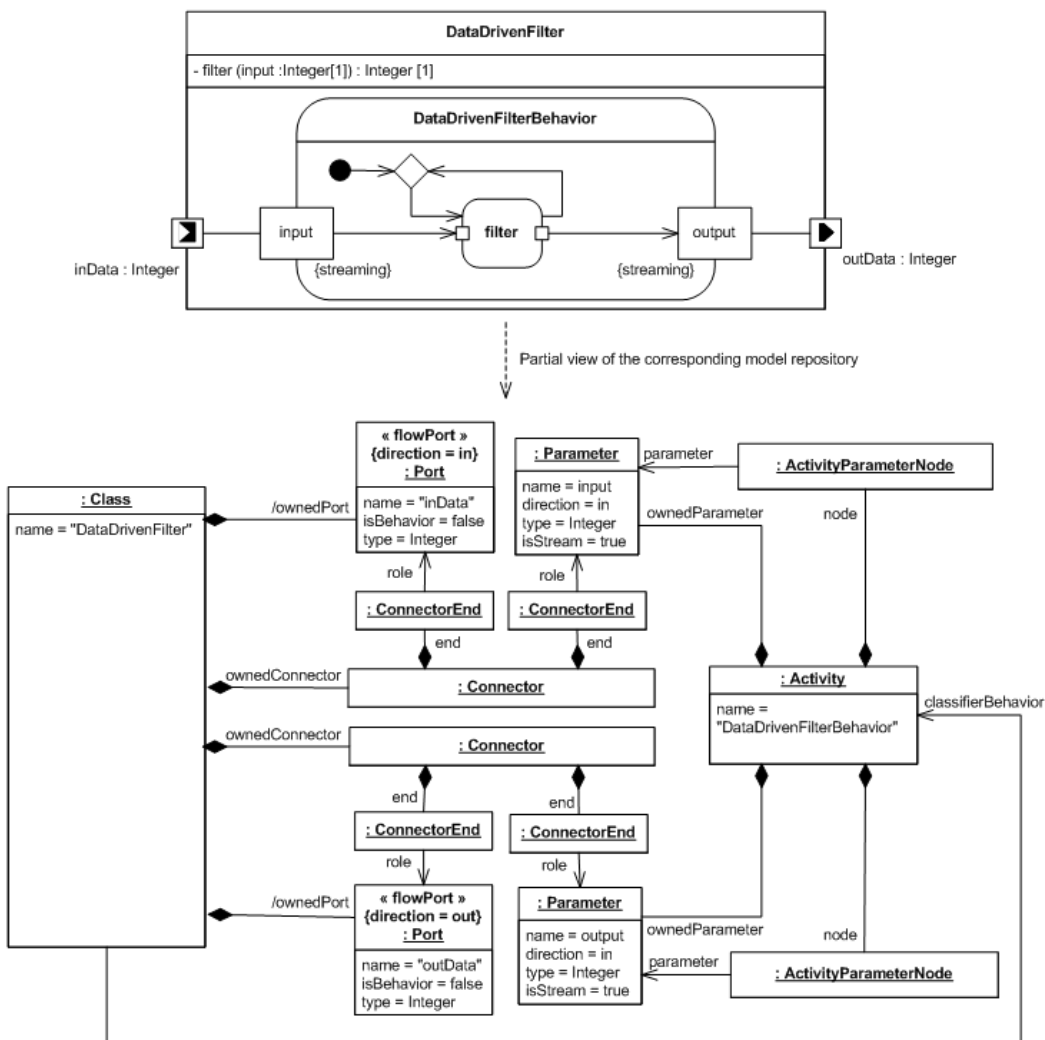 DataDrivenFilter
- filter (input :Integer[1]) : Integer [1]
DataDrivenFilterBehavior
input
filter
output
{streaming}
{streaming}
inData : Integer
outData : Integer
Partial view of the corresponding model repository
« flowPort »
{direction = in}
: Port
name = "inData"
isBehavior = false
type = Integer
: Parameter
name = input
direction = in
type = Integer
isStream = true
parameter
: ActivityParameterNode
: Class
name = "DataDrivenFilter"
/ownedPort
ownedParameter
node
role
role
: ConnectorEnd
: ConnectorEnd
end
end
ownedConnector
: Connector
: Activity
name =
"DataDrivenFilterBehavior"
classifierBehavior
ownedConnector
: Connector
end
end
: ConnectorEnd
: ConnectorEnd
role
role
/ownedPort
« flowPort »
{direction = out}
: Port
name = "outData"
isBehavior = false
type = Integer
: Parameter
name = output
direction = in
type = Integer
isStream = true
ownedParameter
node
parameter
: ActivityParameterNode